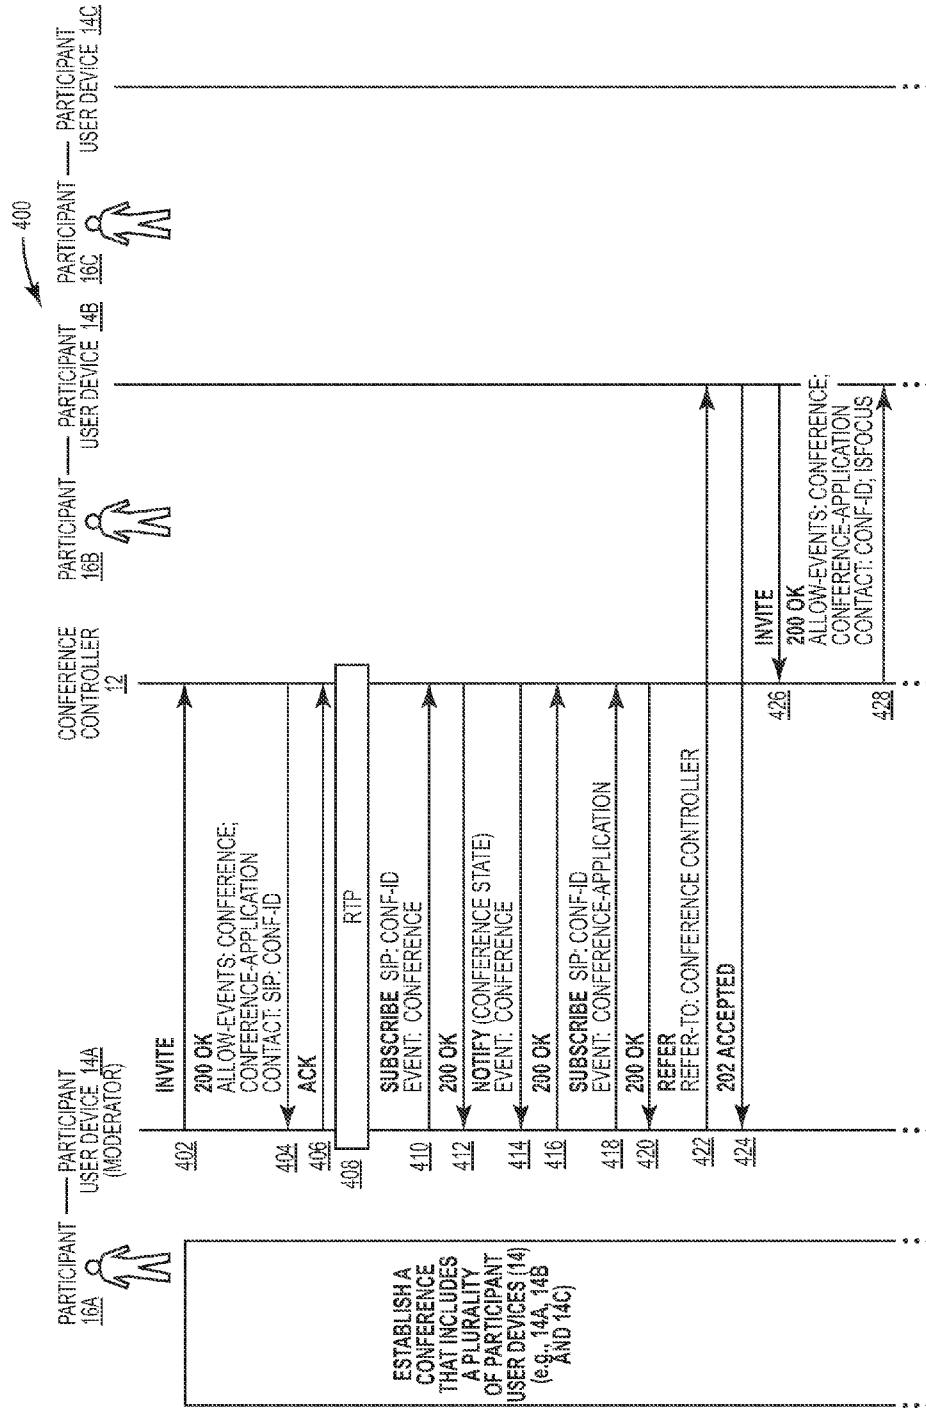 400
PARTICIPANT
16A
PARTICIPANT
USER DEVICE 14A
(MODERATOR)
CONFERENCE
CONTROLLER
12
PARTICIPANT
16B
PARTICIPANT
USER DEVICE 14B
PARTICIPANT
16C
PARTICIPANT
USER DEVICE 14C
ESTABLISH A
CONFERENCE
THAT INCLUDES
A PLURALITY
OF PARTICIPANT
USER DEVICES (14)
(e.g., 14A, 14B
AND 14C)
INVITE
402
200 OK
ALLOW-EVENTS: CONFERENCE;
CONFERENCE-APPLICATION
CONTACT: SIP: CONF-ID
404
ACK
406
RTP
408
SUBSCRIBE SIP: CONF-ID
EVENT: CONFERENCE
410
200 OK
412
NOTIFY (CONFERENCE STATE)
EVENT: CONFERENCE
414
200 OK
416
SUBSCRIBE SIP: CONF-ID
EVENT: CONFERENCE-APPLICATION
418
200 OK
420
REFER
REFER-TO: CONFERENCE CONTROLLER
422
202 ACCEPTED
424
INVITE
426
200 OK
ALLOW-EVENTS: CONFERENCE;
CONFERENCE-APPLICATION
CONTACT: CONF-ID; ISFOCUS
428